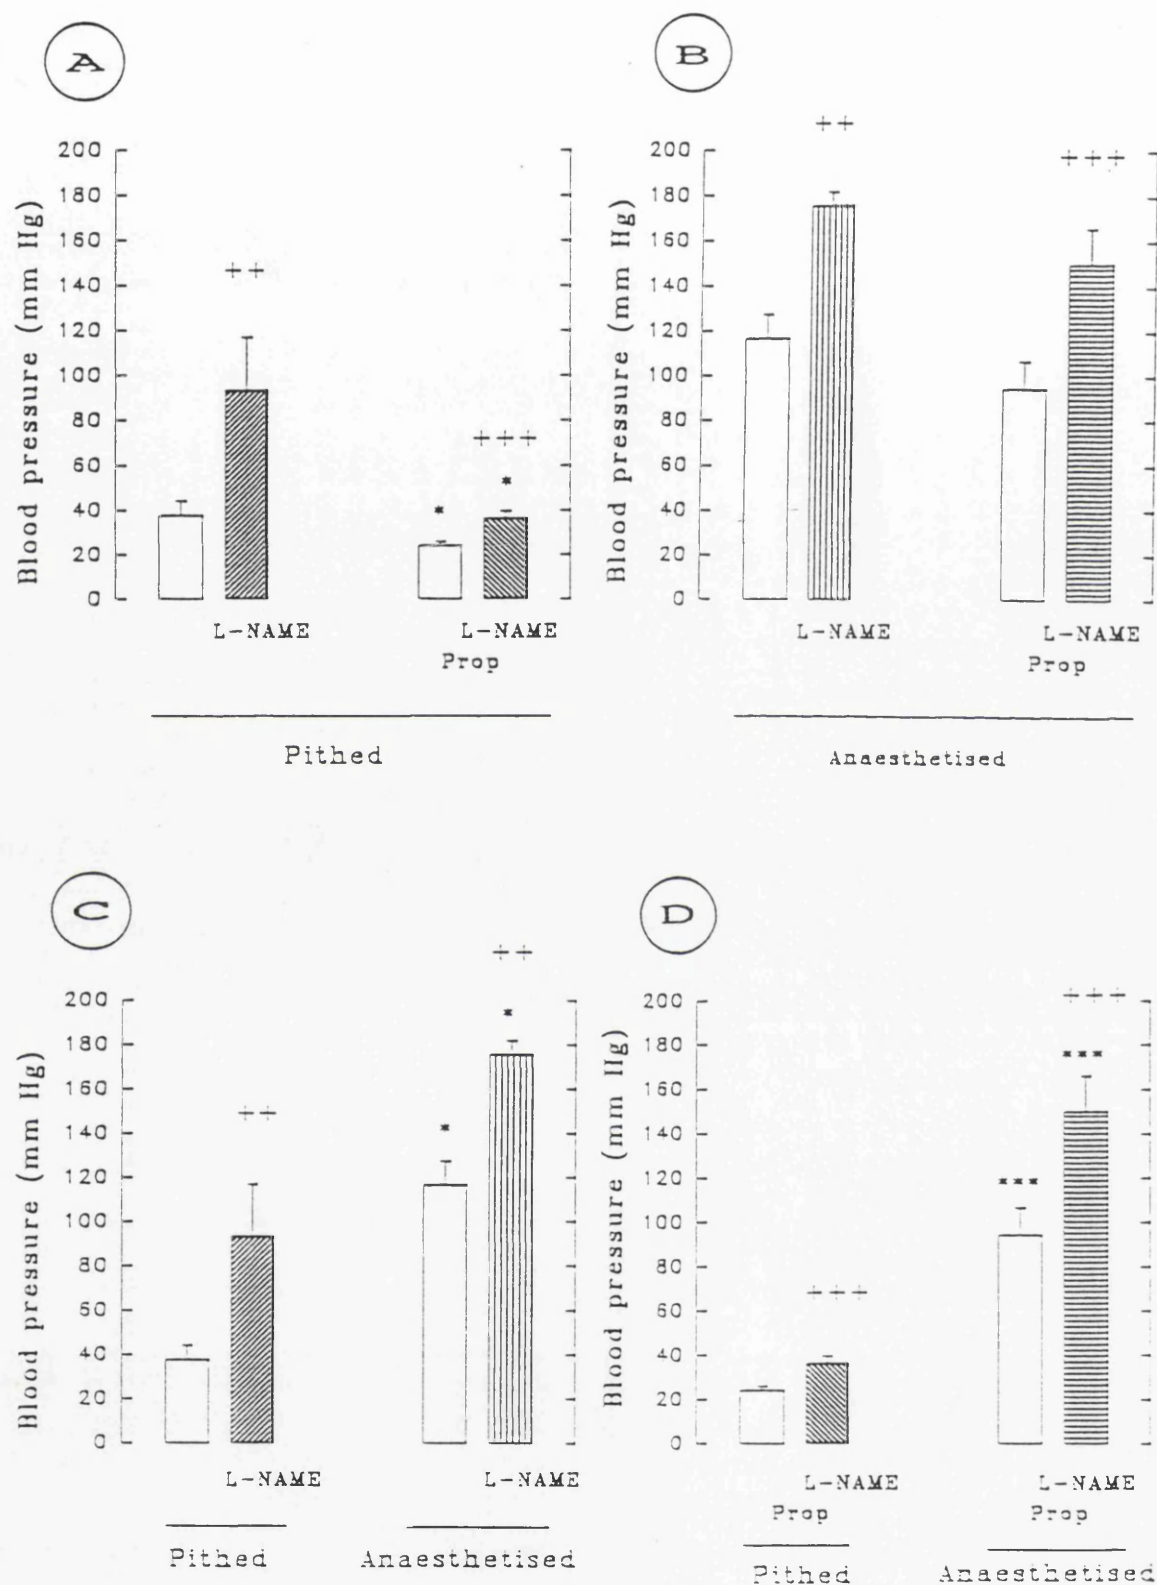 A
B
++
++
+++
+++
*
*
Blood pressure (mm Hg)
200
180
160
140
120
100
80
60
40
20
0
L-NAME
L-NAME
Prop
Pithed
Blood pressure (mm Hg)
200
180
160
140
120
100
80
60
40
20
0
L-NAME
L-NAME
Prop
Anaesthetised
C
D
++
++
*
*
+++
+++
***
***
Blood pressure (mm Hg)
200
180
160
140
120
100
80
60
40
20
0
L-NAME
L-NAME
Pithed
Anaesthetised
Blood pressure (mm Hg)
200
180
160
140
120
100
80
60
40
20
0
L-NAME
L-NAME
Prop
Prop
Pithed
Anaesthetised